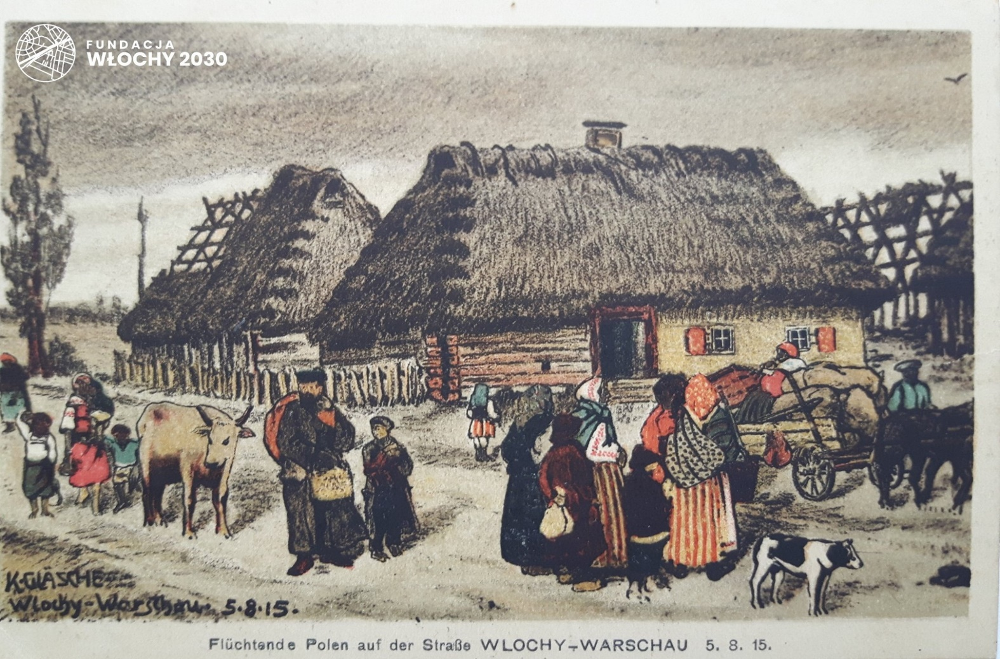 FUNDACJA
WŁOCHY 2030
K. GLÄSCHE
Wlochy-Warschau. 5.8.15.
Flüchtende Polen auf der Straße WLOCHY-WARSCHAU 5. 8. 15.